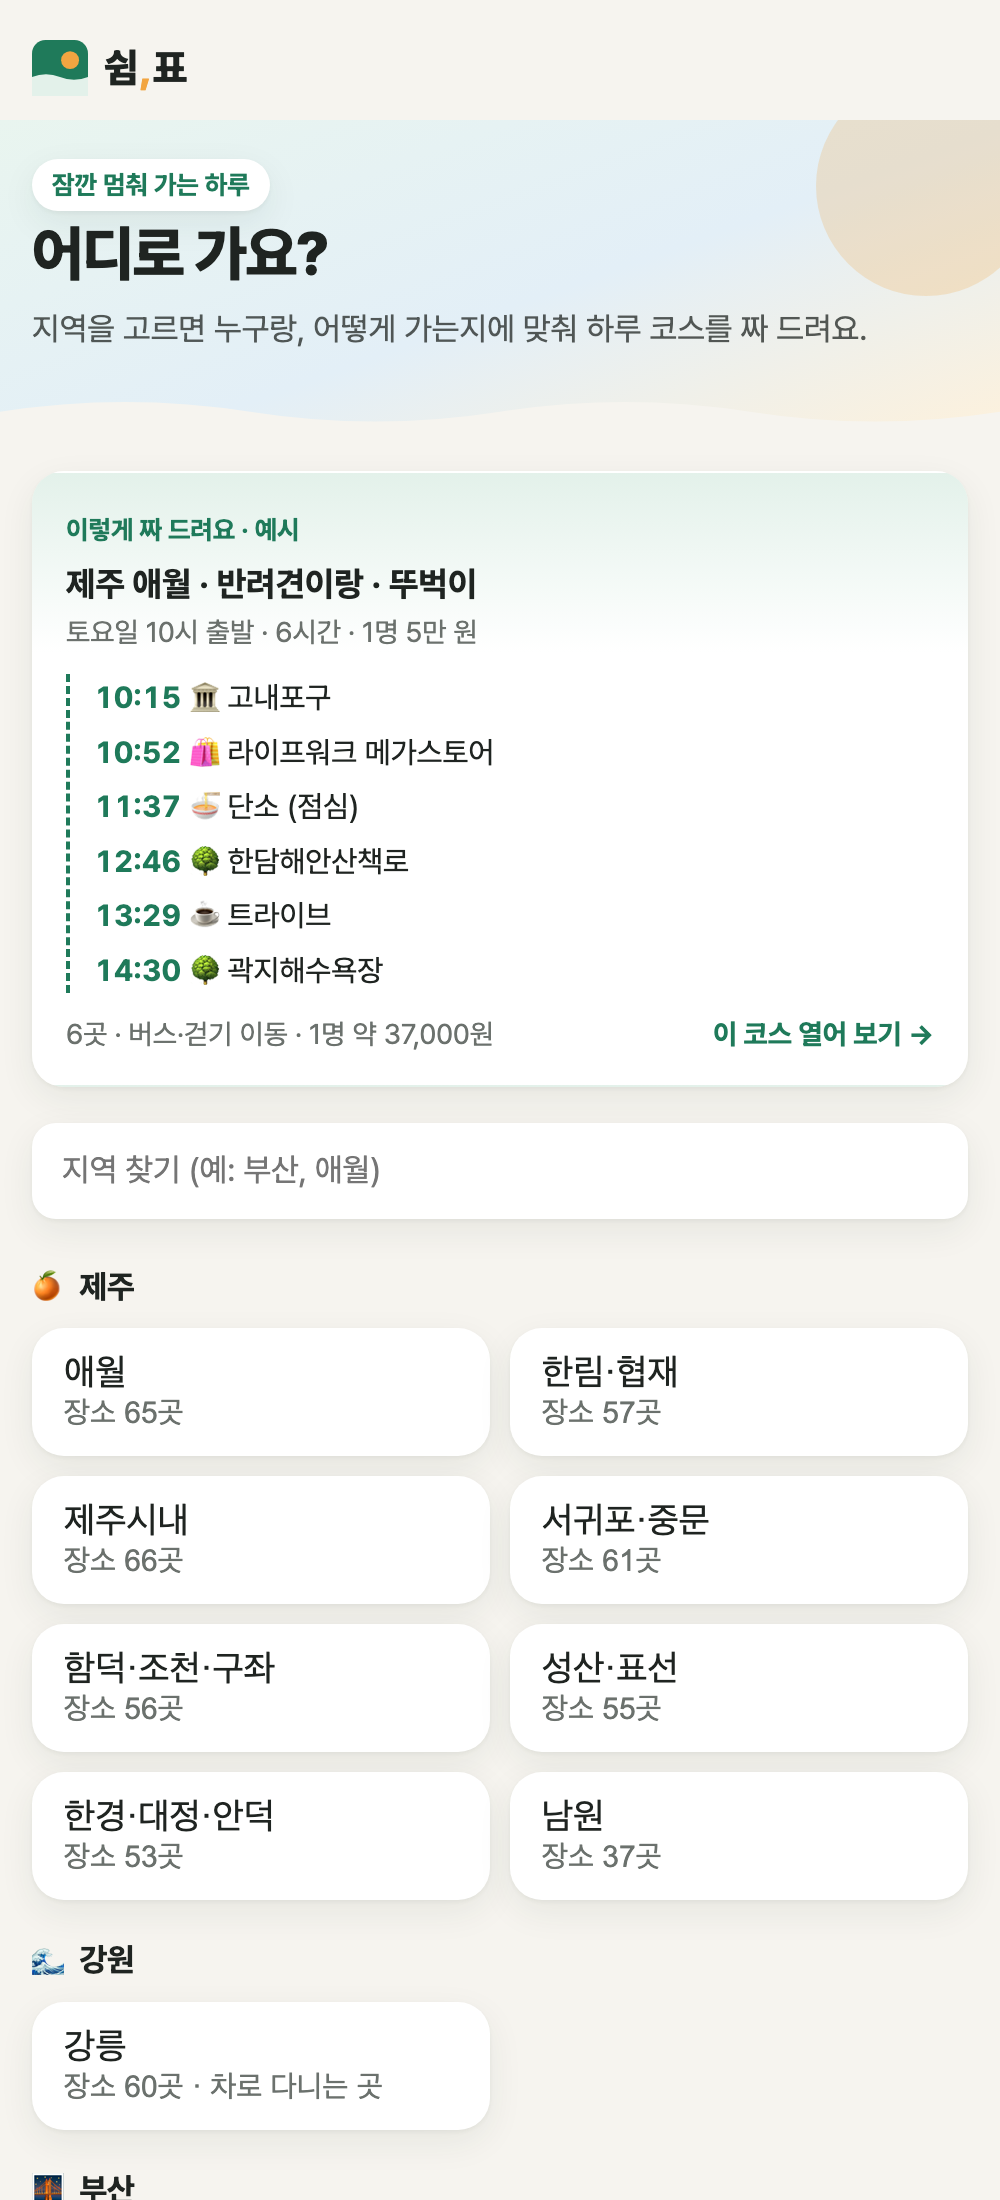 쉼,표
잠깐 멈춰 가는 하루
어디로 가요?
지역을 고르면 누구랑, 어떻게 가는지에 맞춰 하루 코스를 짜 드려요.
이렇게 짜 드려요 · 예시
제주 애월 · 반려견이랑 · 뚜벅이
토요일 10시 출발 · 6시간 · 1명 5만 원
10:15 🏛️ 고내포구
10:52 🛍️ 라이프워크 메가스토어
11:37 🍜 단소 (점심)
12:46 🌳 한담해안산책로
13:29 ☕ 트라이브
14:30 🌳 곽지해수욕장
6곳 · 버스·걷기 이동 · 1명 약 37,000원 이 코스 열어 보기 →
지역 찾기 (예: 부산, 애월)
🍊 제주
애월
장소 65곳
한림·협재
장소 57곳
제주시내
장소 66곳
서귀포·중문
장소 61곳
함덕·조천·구좌
장소 56곳
성산·표선
장소 55곳
한경·대정·안덕
장소 53곳
남원
장소 37곳
🌊 강원
강릉
장소 60곳 · 차로 다니는 곳
🌉 부산